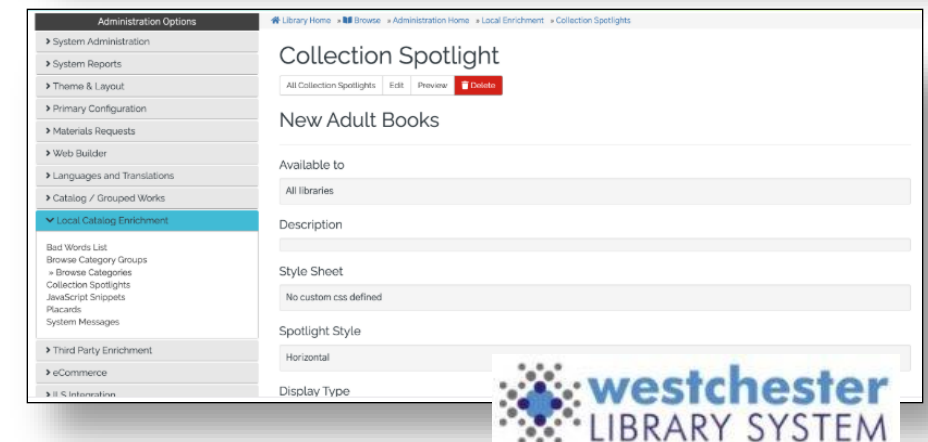 Administration Options
System Administration
System Reports
Theme & Layout
Primary Configuration
Materials Requests
Web Builder
Languages and Translations
Catalog / Grouped Works
Local Catalog Enrichment
Bad Words List
Browse Category Groups
» Browse Categories
Collection Spotlights
JavaScript Snippets
Placards
System Messages
Third Party Enrichment
eCommerce
ILS Integration
Library Home » Browse » Administration Home » Local Enrichment » Collection Spotlights
Collection Spotlight
All Collection Spotlights Edit Preview Delete
New Adult Books
Available to
All libraries
Description
Style Sheet
No custom css defined
Spotlight Style
Horizontal
Display Type
westchester
LIBRARY SYSTEM